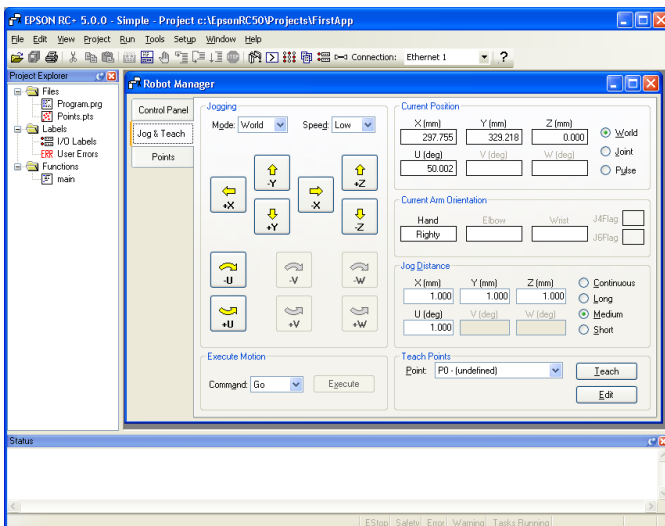 EPSON RC+ 5.0.0 - Simple - Project c:\EpsonRC50\Projects\FirstApp
File Edit View Project Run Tools Setup Window Help
Connection: Ethernet 1
Project Explorer
Files
Program.prg
Points.pts
Labels
I/O Labels
ERR User Errors
Functions
main
Robot Manager
Control Panel
Jog & Teach
Points
Jogging
Mode: World Speed: Low
-Y +Z
+X -X
+Y -Z
-U -V -W
+U +V +W
Execute Motion
Command: Go Execute
Current Position
X (mm) Y (mm) Z (mm)
297.755 329.218 0.000
U (deg) V (deg) W (deg)
50.002
World
Joint
Pulse
Current Arm Orientation
Hand Elbow Wrist J4Flag
Righty
J6Flag
Jog Distance
X (mm) Y (mm) Z (mm) Continuous
1.000 1.000 1.000 Long
U (deg) V (deg) W (deg) Medium
1.000 Short
Teach Points
Point: P0 - (undefined) Teach
Edit
Status
EStop Safety Error Warning Tasks Running